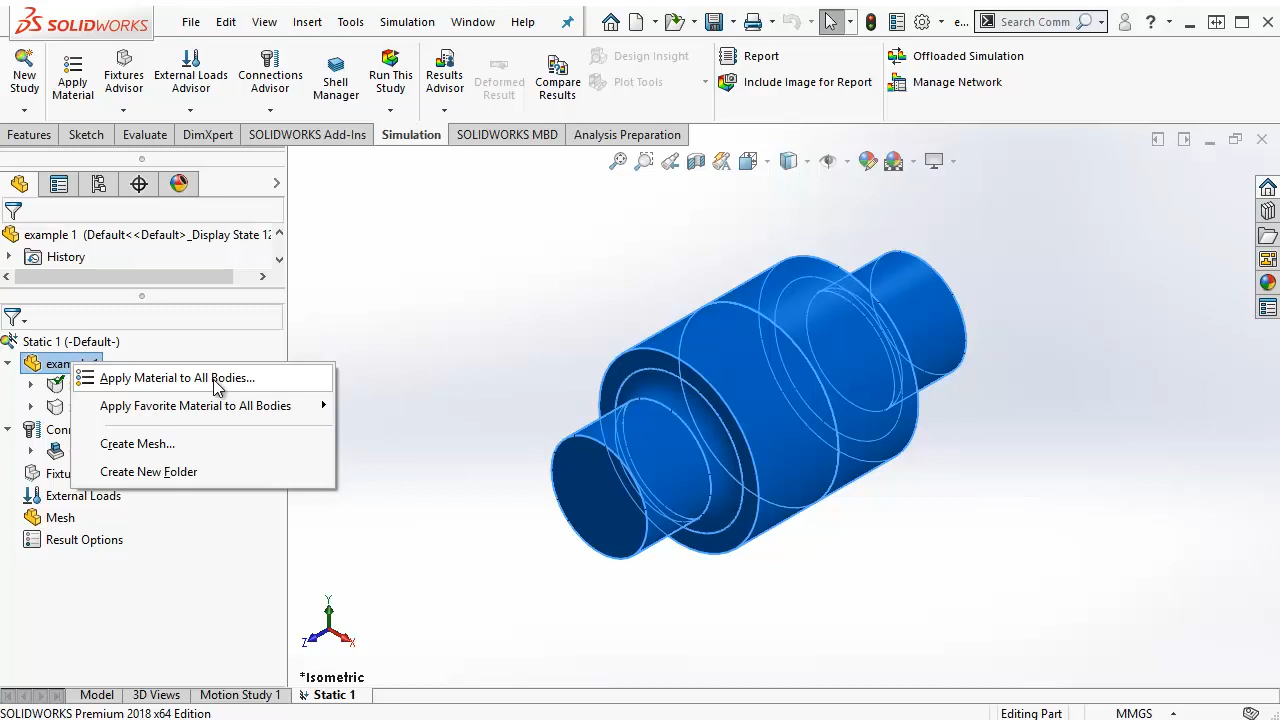 SOLIDWORKS File Edit View Insert Tools Simulation Window Help e... Search Comm ?
New Study
Apply Material
Fixtures Advisor
External Loads Advisor
Connections Advisor
Shell Manager
Run This Study
Results Advisor
Deformed Result
Compare Results
Design Insight
Plot Tools
Report
Include Image for Report
Offloaded Simulation
Manage Network
Features Sketch Evaluate DimXpert SOLIDWORKS Add-Ins Simulation SOLIDWORKS MBD Analysis Preparation
example 1 (Default<<Default>_Display State 12
History
Static 1 (-Default-)
Apply Material to All Bodies...
Apply Favorite Material to All Bodies
Create Mesh...
Create New Folder
External Loads
Mesh
Result Options
Y
Z X
*Isometric
Model 3D Views Motion Study 1 Static 1
SOLIDWORKS Premium 2018 x64 Edition Editing Part MMGS